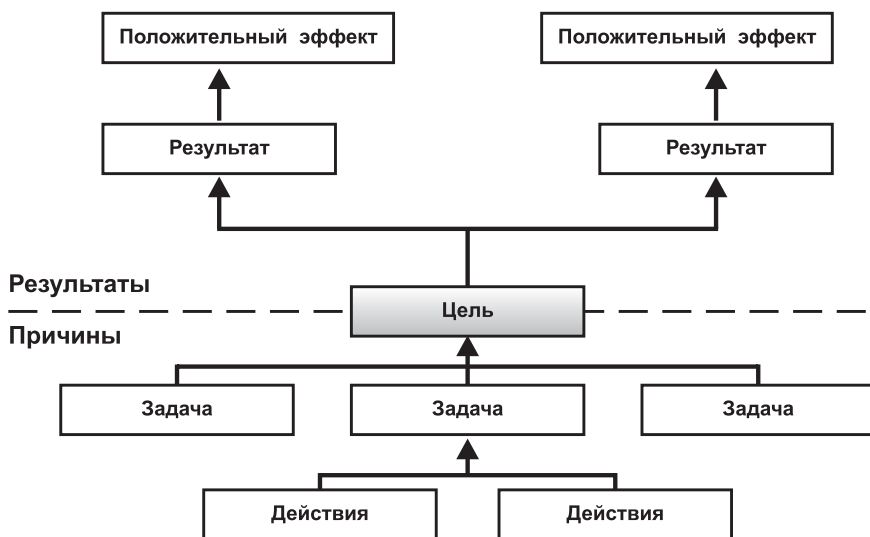 Положительный эффект
Положительный эффект
Результат
Результат
Результаты
Цель
Причины
Задача
Задача
Задача
Действия
Действия